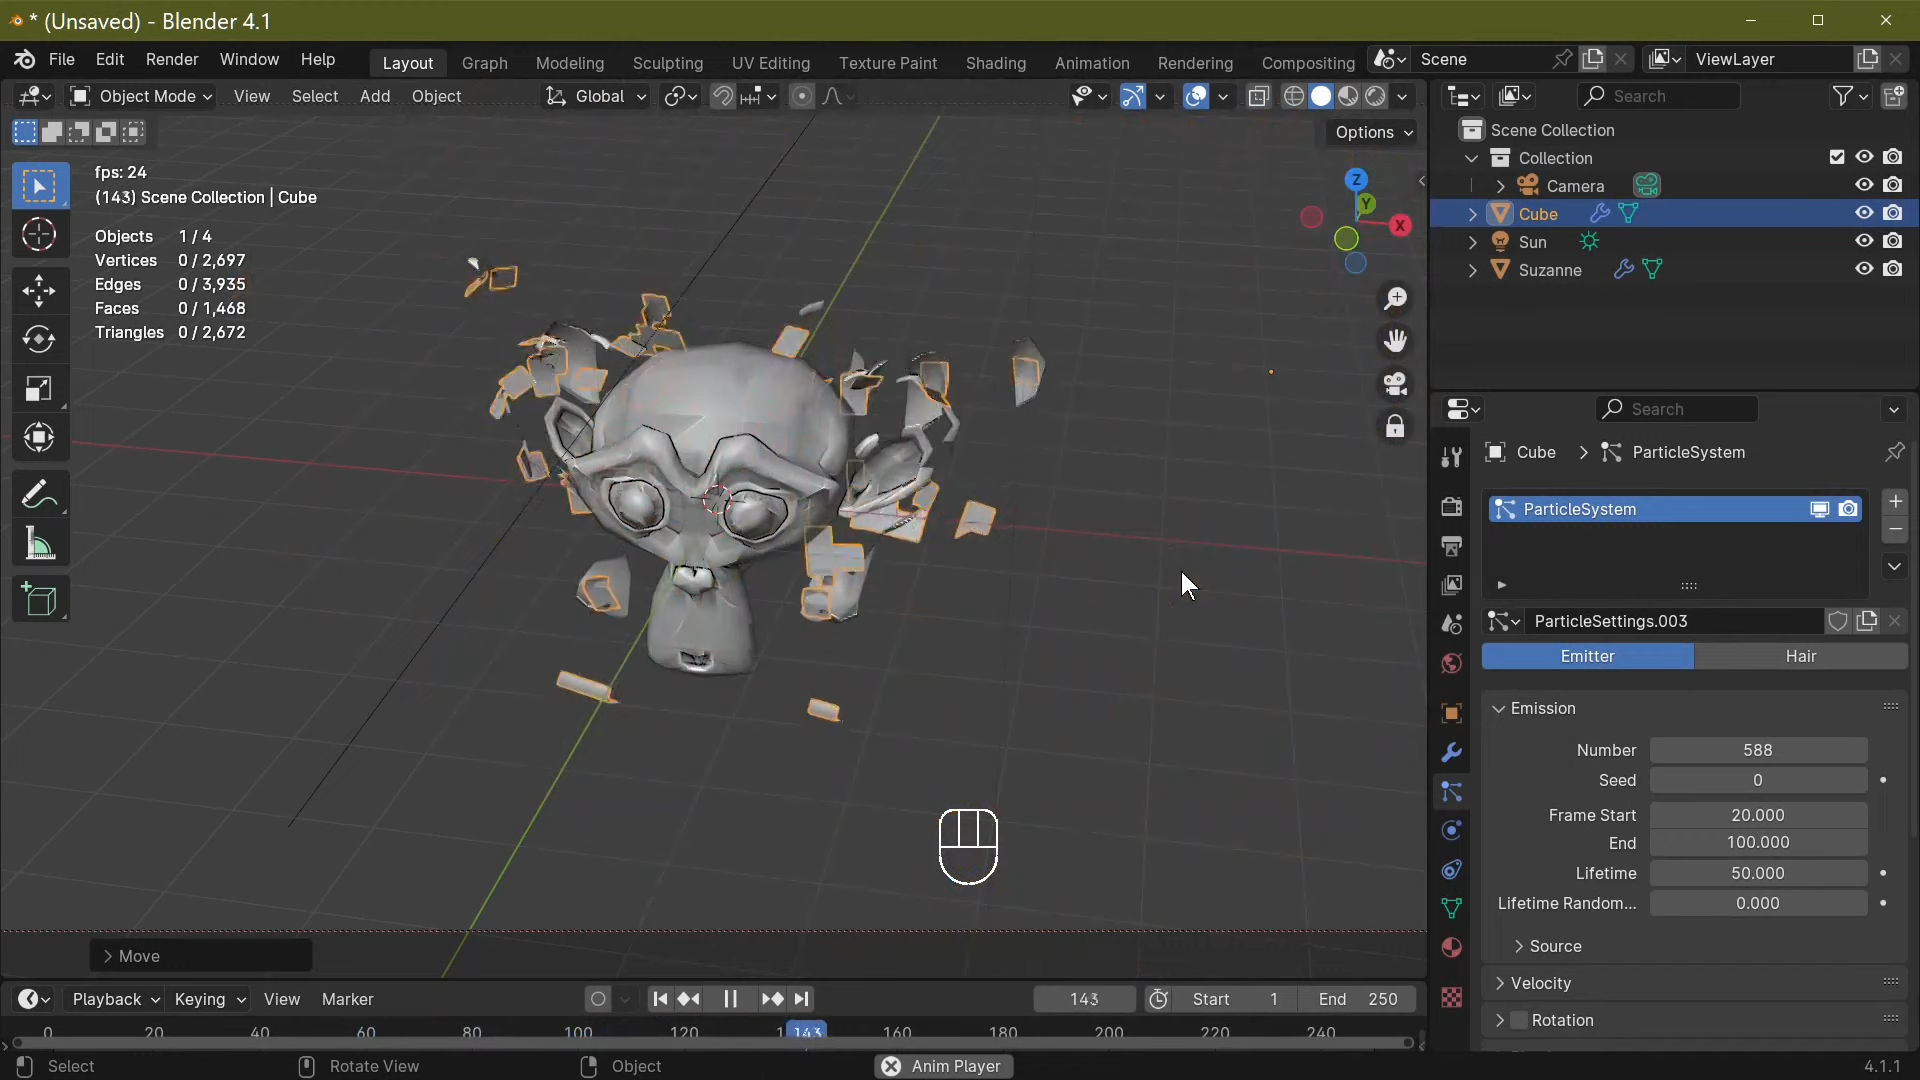 * (Unsaved) - Blender 4.1
File Edit Render Window Help Layout Graph Modeling Sculpting UV Editing Texture Paint Shading Animation Rendering Compositing Scene ViewLayer
Object Mode View Select Add Object Global Search
Options
fps: 24
(143) Scene Collection | Cube
Objects 1 / 4
Vertices 0 / 2,697
Edges 0 / 3,935
Faces 0 / 1,468
Triangles 0 / 2,672
Z
Y
X
Scene Collection
Collection
Camera
Cube
Sun
Suzanne
Search
Cube > ParticleSystem
ParticleSystem
ParticleSettings.003
Emitter Hair
Emission
Number 588
Seed 0
Frame Start 20.000
End 100.000
Lifetime 50.000
Lifetime Random... 0.000
Source
Velocity
Rotation
Move
Playback Keying View Marker 143 Start 1 End 250
0 20 40 60 80 100 120 143 160 180 200 220 240
Select Rotate View Object Anim Player 4.1.1